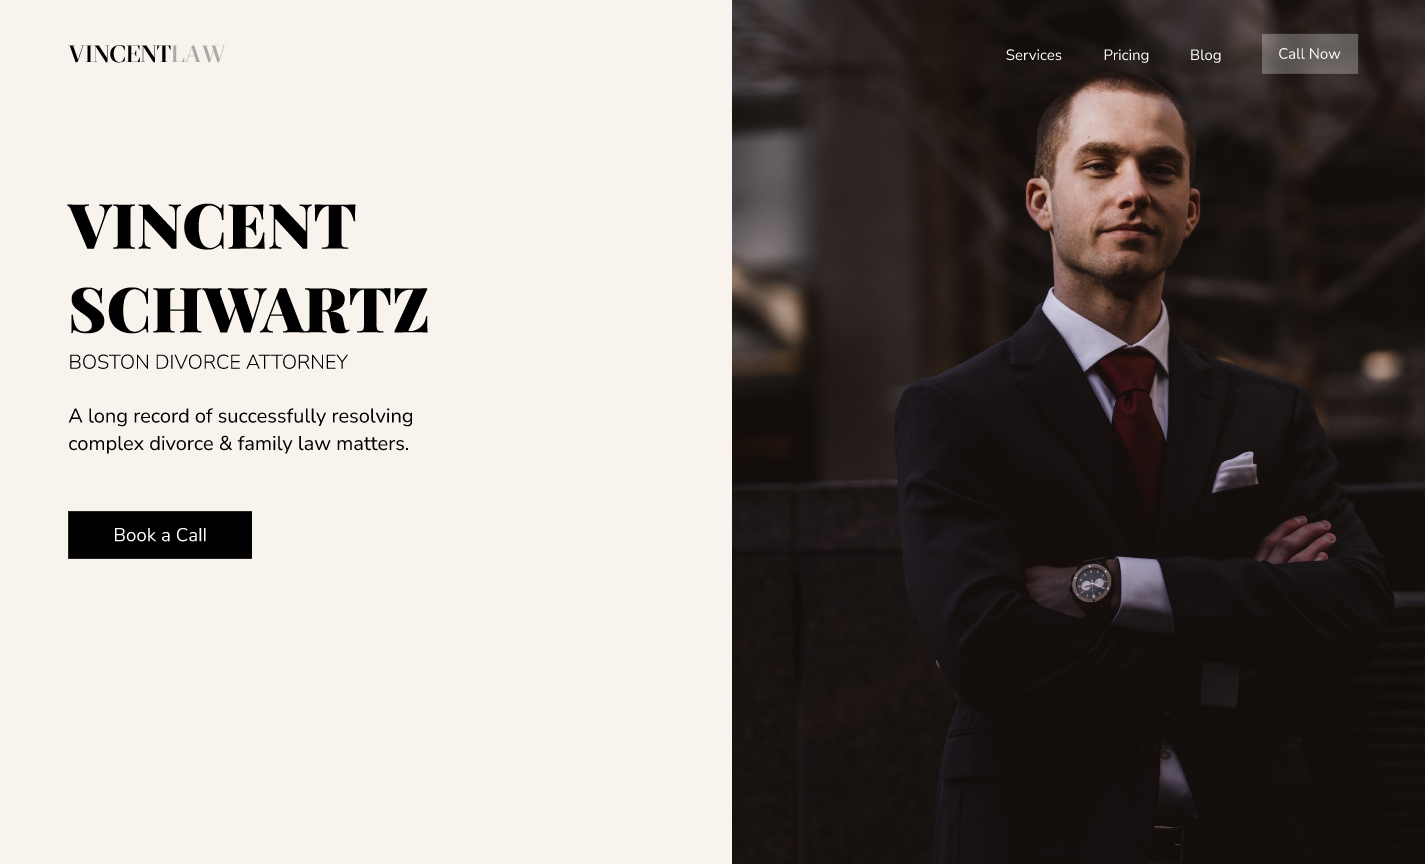 VINCENTLAW
Services Pricing Blog Call Now
VINCENT
SCHWARTZ
BOSTON DIVORCE ATTORNEY
A long record of successfully resolving
complex divorce & family law matters.
Book a Call